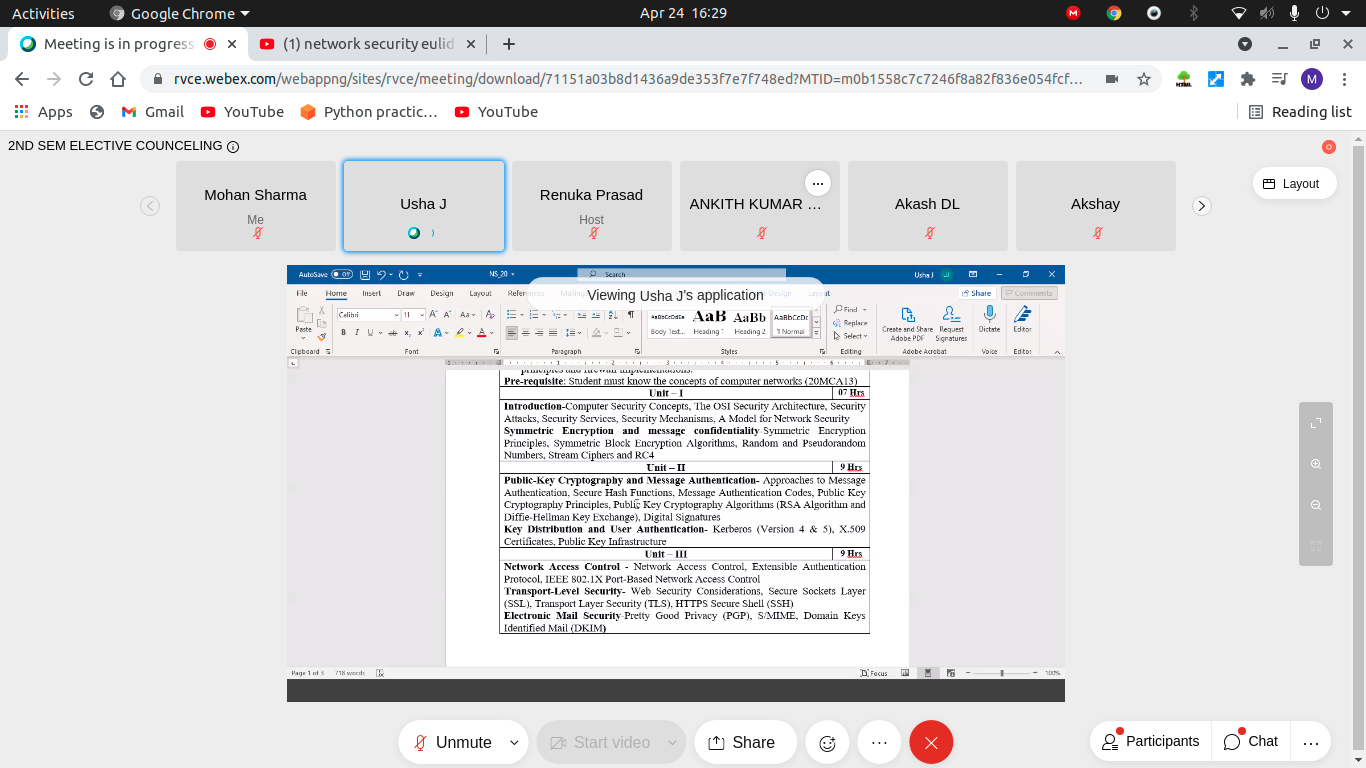 Activities
Google Chrome
Apr 24 16:29
Meeting is in progress
(1) network security eulid
rvce.webex.com/webappng/sites/rvce/meeting/download/71151a03b8d1436a9de353f7e7f748ed?MTID=m0b1558c7c7246f8a82f836e054fcf…
M
Apps
Gmail
YouTube
Python practic…
YouTube
Reading list
2ND SEM ELECTIVE COUNCELING
Mohan Sharma
Me
Usha J
Renuka Prasad
Host
ANKITH KUMAR …
Akash DL
Akshay
Layout
AutoSave Off
NS_20
Search
Usha J UJ
Viewing Usha J's application
File Home Insert Draw Design Layout
Share Comments
Paste
Clipboard
Calibri 11
Font
Paragraph
AaBbCcDdEe Body Text...
AaB Heading 1
AaBb Heading 2
AaBbCcDc ¶ Normal
Styles
Find
Replace
Select
Editing
Create and Share Adobe PDF
Request Signatures
Adobe Acrobat
Dictate
Voice
Editor
Editor
principles and firewall implementations.
Pre-requisite: Student must know the concepts of computer networks (20MCA13)
Unit – I 07 Hrs
Introduction-Computer Security Concepts, The OSI Security Architecture, Security
Attacks, Security Services, Security Mechanisms, A Model for Network Security
Symmetric Encryption and message confidentiality-Symmetric Encryption
Principles, Symmetric Block Encryption Algorithms, Random and Pseudorandom
Numbers, Stream Ciphers and RC4
Unit – II 9 Hrs
Public-Key Cryptography and Message Authentication- Approaches to Message
Authentication, Secure Hash Functions, Message Authentication Codes, Public Key
Cryptography Principles, Public Key Cryptography Algorithms (RSA Algorithm and
Diffie-Hellman Key Exchange), Digital Signatures
Key Distribution and User Authentication- Kerberos (Version 4 & 5), X.509
Certificates, Public Key Infrastructure
Unit – III 9 Hrs
Network Access Control - Network Access Control, Extensible Authentication
Protocol, IEEE 802.1X Port-Based Network Access Control
Transport-Level Security- Web Security Considerations, Secure Sockets Layer
(SSL), Transport Layer Security (TLS), HTTPS Secure Shell (SSH)
Electronic Mail Security-Pretty Good Privacy (PGP), S/MIME, Domain Keys
Identified Mail (DKIM)
Page 1 of 3 718 words
Focus
100%
Unmute
Start video
Share
Participants
Chat